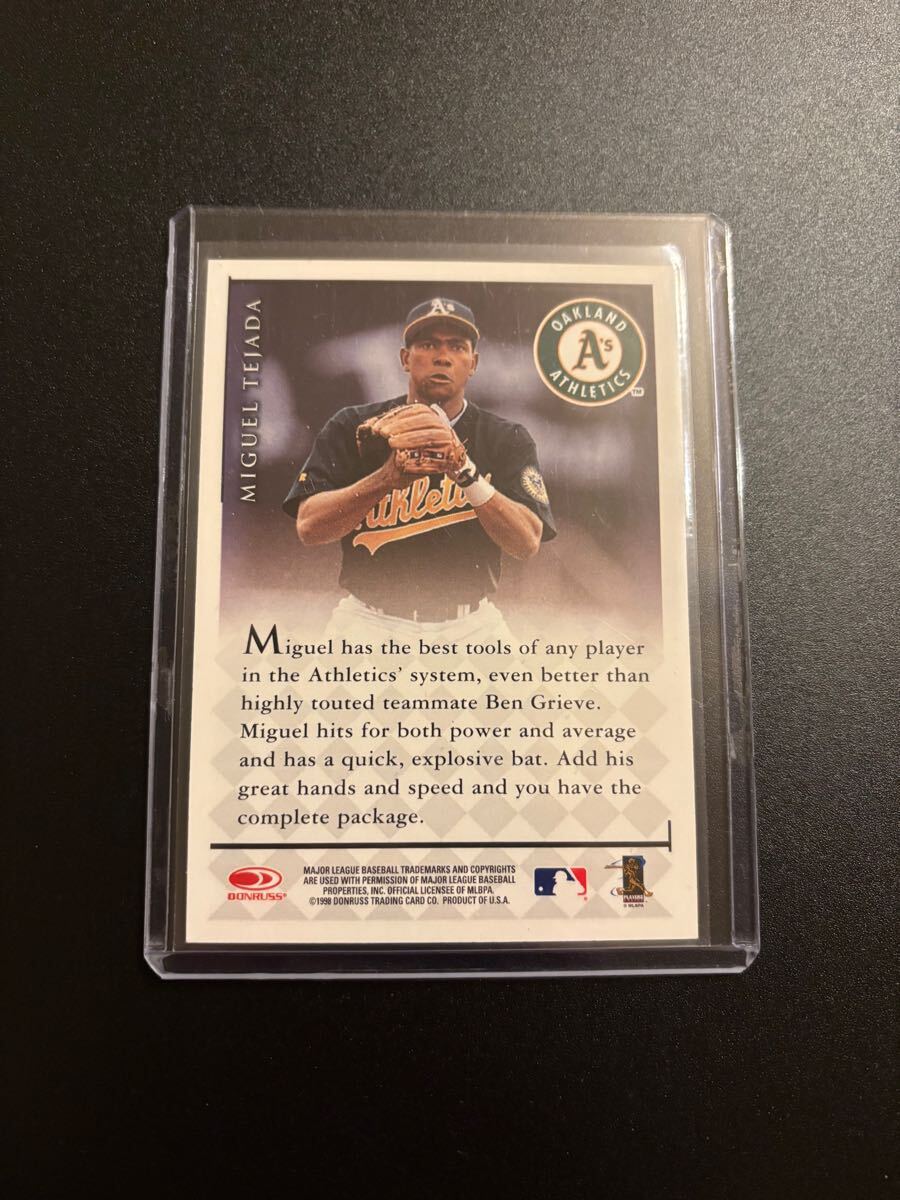 MIGUEL TEJADA
A's
OAKLAND
A's
ATHLETICS
TM
Athletics
Miguel has the best tools of any player
in the Athletics' system, even better than
highly touted teammate Ben Grieve.
Miguel hits for both power and average
and has a quick, explosive bat. Add his
great hands and speed and you have the
complete package.
DONRUSS®
MAJOR LEAGUE BASEBALL TRADEMARKS AND COPYRIGHTS
ARE USED WITH PERMISSION OF MAJOR LEAGUE BASEBALL
PROPERTIES, INC. OFFICIAL LICENSEE OF MLBPA.
©1998 DONRUSS TRADING CARD CO. PRODUCT OF U.S.A.
PLAYERS
© MLBPA